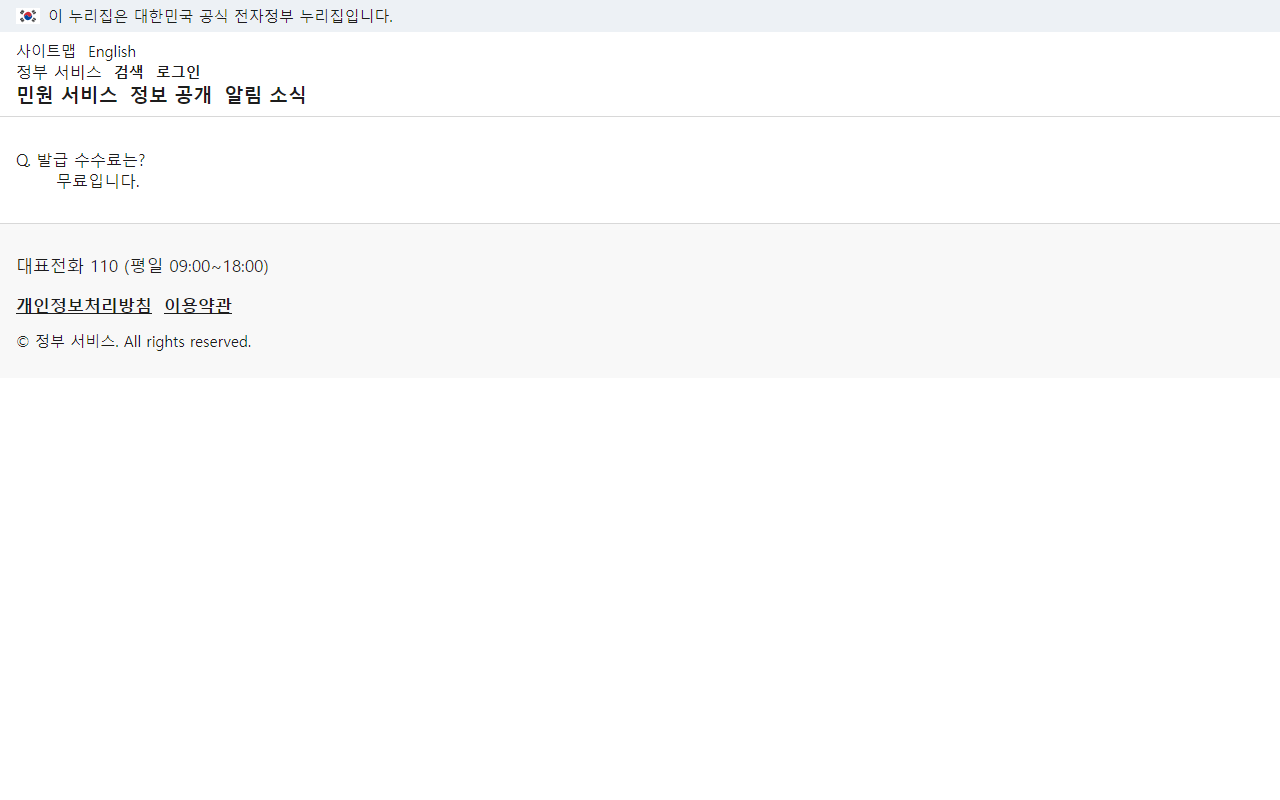 이 누리집은 대한민국 공식 전자정부 누리집입니다.
사이트맵 English
정부 서비스 검색 로그인
민원 서비스 정보 공개 알림 소식
Q. 발급 수수료는?
무료입니다.
대표전화 110 (평일 09:00~18:00)
개인정보처리방침 이용약관
© 정부 서비스. All rights reserved.